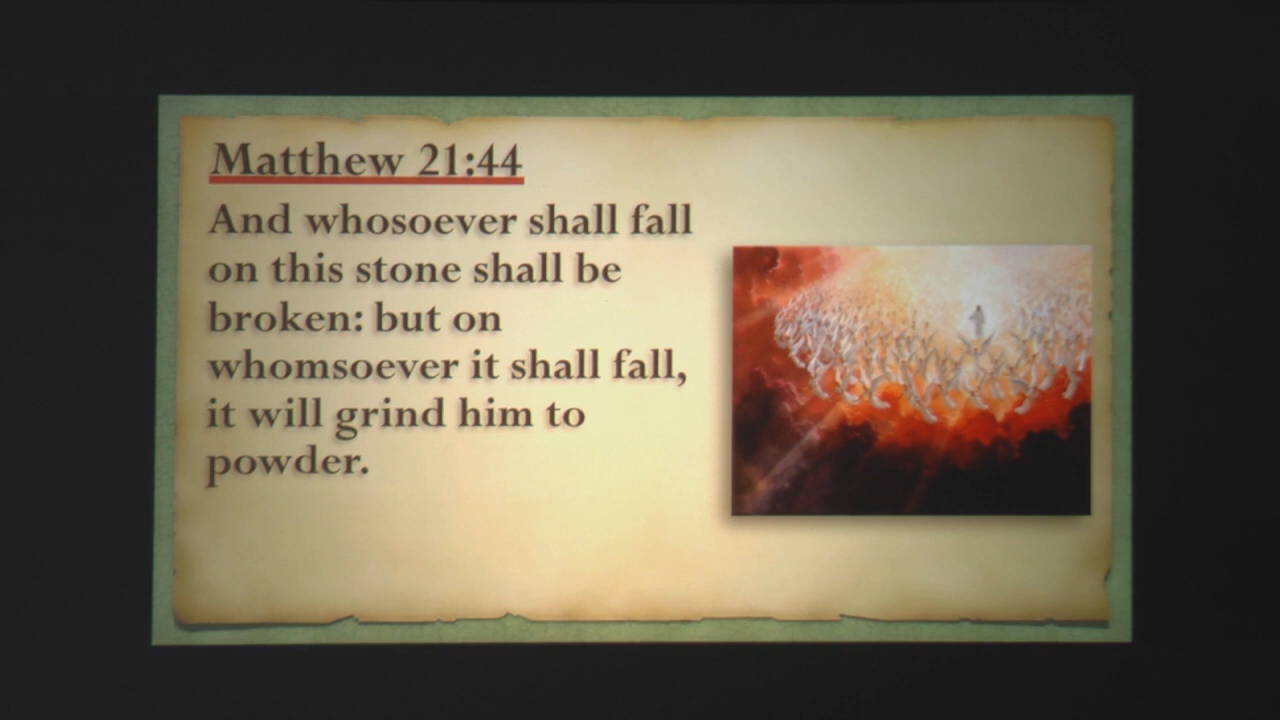 Matthew 21:44
And whosoever shall fall
on this stone shall be
broken: but on
whomsoever it shall fall,
it will grind him to
powder.